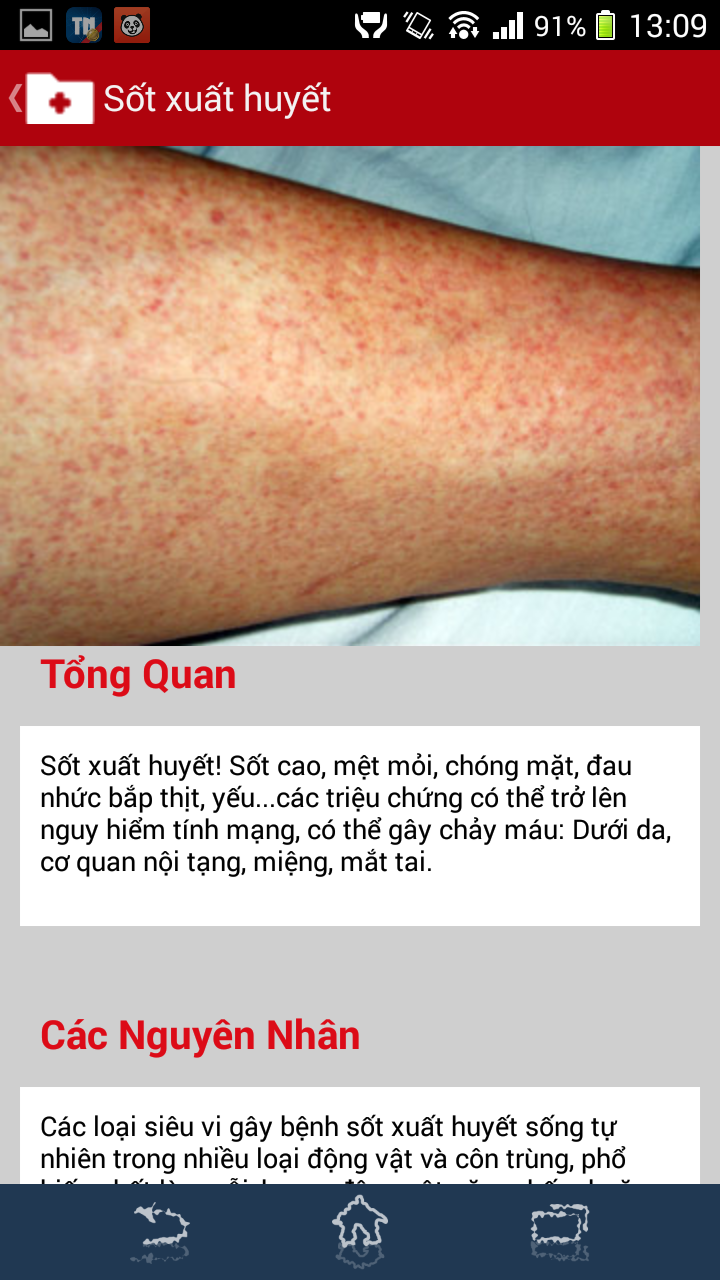 TM
91%
13:09
Sốt xuất huyết
Tổng Quan
Sốt xuất huyết! Sốt cao, mệt mỏi, chóng mặt, đau
nhức bắp thịt, yếu...các triệu chứng có thể trở lên
nguy hiểm tính mạng, có thể gây chảy máu: Dưới da,
cơ quan nội tạng, miệng, mắt tai.
Các Nguyên Nhân
Các loại siêu vi gây bệnh sốt xuất huyết sống tự
nhiên trong nhiều loại động vật và côn trùng, phổ